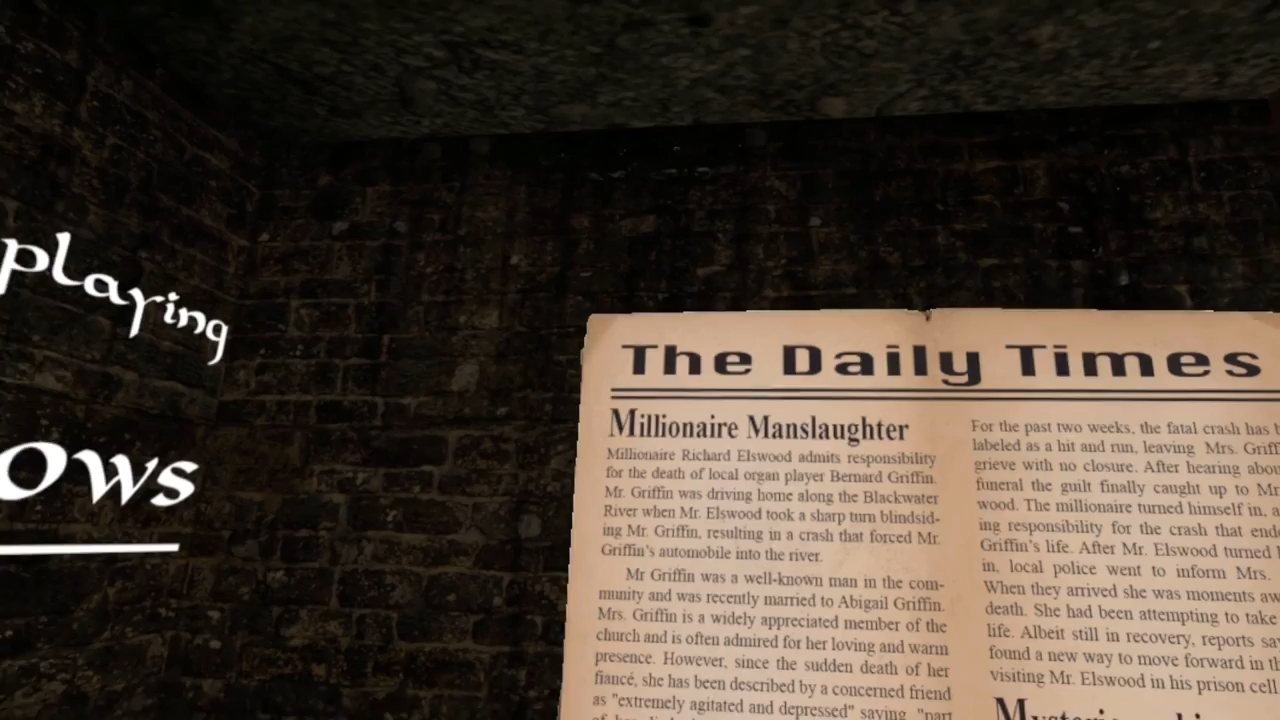 playing
ows
The Daily Times
Millionaire Manslaughter
Millionaire Richard Elswood admits responsibility
for the death of local organ player Bernard Griffin.
Mr. Griffin was driving home along the Blackwater
River when Mr. Elswood took a sharp turn blindsid-
ing Mr. Griffin, resulting in a crash that forced Mr.
Griffin's automobile into the river.
Mr Griffin was a well-known man in the com-
munity and was recently married to Abigail Griffin.
Mrs. Griffin is a widely appreciated member of the
church and is often admired for her loving and warm
presence. However, since the sudden death of her
fiancé, she has been described by a concerned friend
as "extremely agitated and depressed" saying "part
For the past two weeks, the fatal crash has b
labeled as a hit and run, leaving Mrs. Griff
grieve with no closure. After hearing abou
funeral the guilt finally caught up to Mr
wood. The millionaire turned himself in, a
ing responsibility for the crash that end
Griffin's life. After Mr. Elswood turned h
in, local police went to inform Mrs.
When they arrived she was moments aw
death. She had been attempting to take
life. Albeit still in recovery, reports sa
found a new way to move forward in th
visiting Mr. Elswood in his prison cell